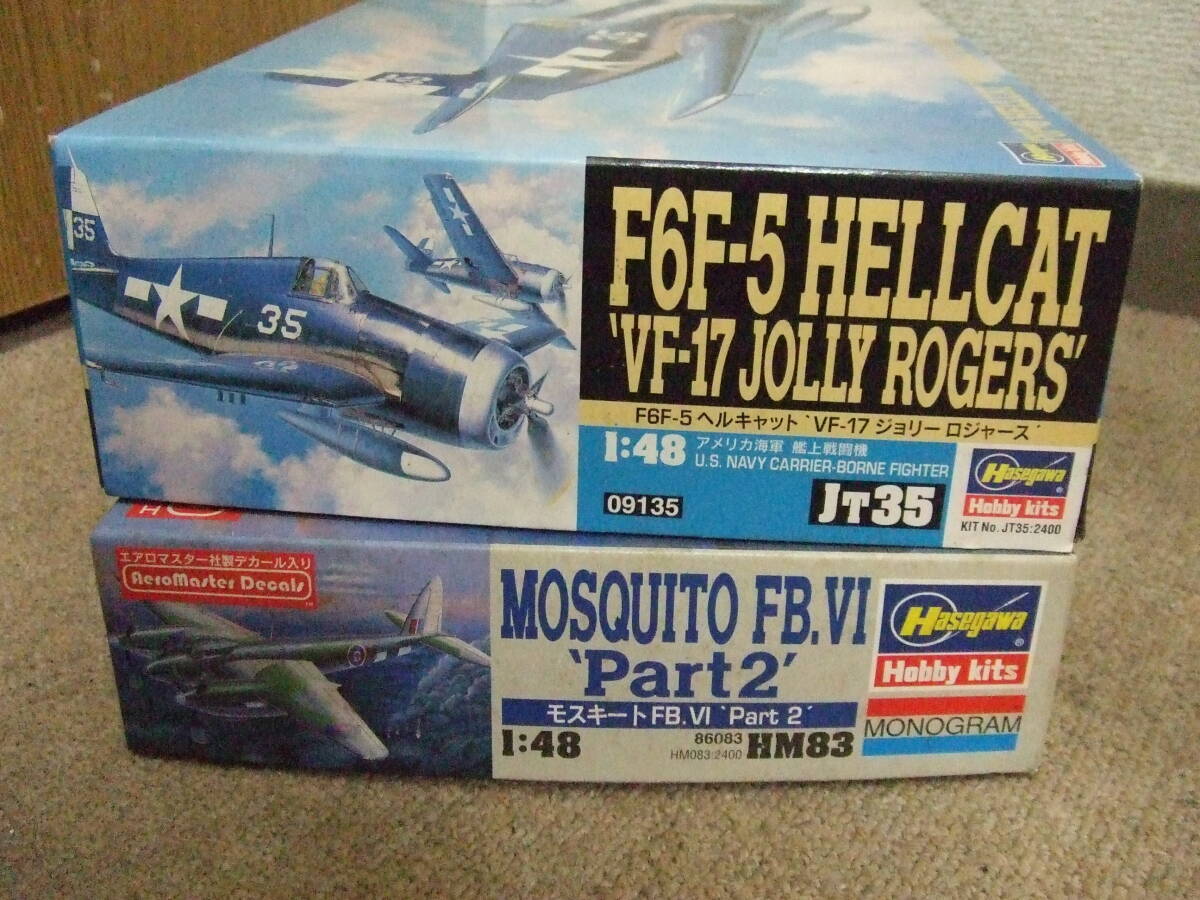 35
35
F6F-5 HELLCAT
'VF-17 JOLLY ROGERS'
F6F-5 ヘルキャット 'VF-17 ジョリー ロジャース'
1:48
アメリカ海軍 艦上戦闘機
U.S. NAVY CARRIER-BORNE FIGHTER
09135
JT35
Hasegawa
Hobby kits
KIT No. JT35:2400
エアロマスター社製デカール入り
AeroMaster Decals
MOSQUITO FB.VI
'Part 2'
モスキート FB.VI 'Part 2'
1:48
86083
HM083:2400
HM83
Hasegawa
Hobby kits
MONOGRAM